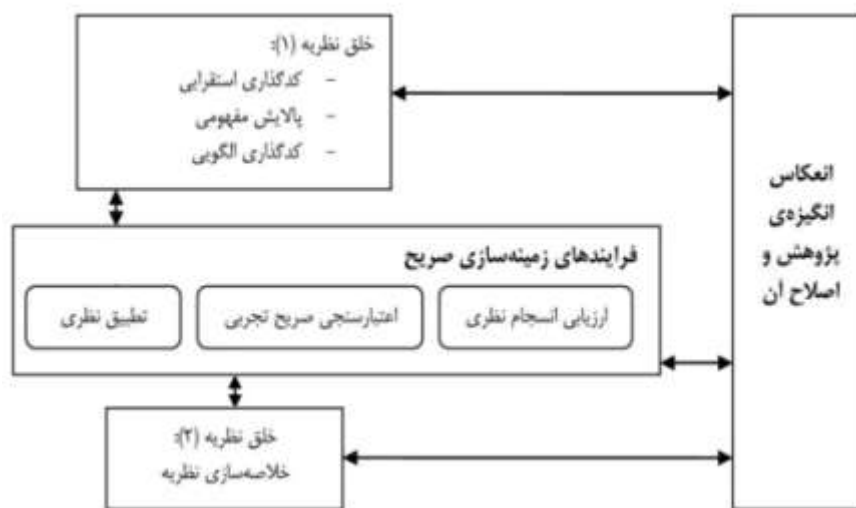 خلق نظریه (۱):
- کدگذاری استقرایی
- پالایش مفهومی
- کدگذاری الگویی
انعکاس
انگیزه‌ی
پژوهش و
اصلاح آن
فرایندهای زمینه‌سازی صریح
ارزیابی انسجام نظری
اعتبارسنجی صریح تجربی
تطبیق نظری
خلق نظریه (۲):
خلاصه‌سازی نظریه